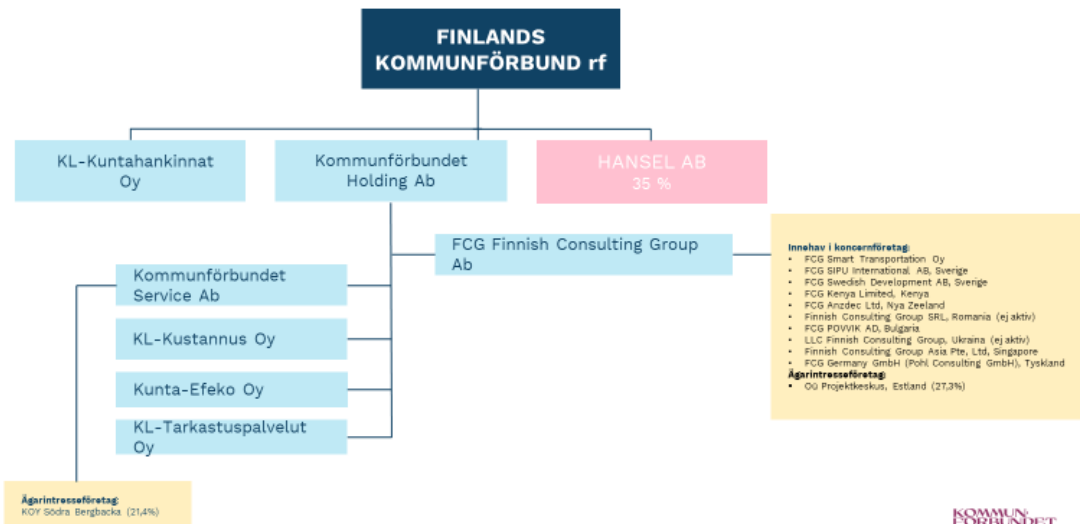 FINLANDS
KOMMUNFÖRBUND rf
KL-Kuntahankinnat
Oy
Kommunförbundet
Holding Ab
HANSEL AB
35 %
FCG Finnish Consulting Group
Ab
Innehav i koncernföretag:
• FCG Smart Transportation Oy
• FCG SIPU International AB, Sverige
• FCG Swedish Development AB, Sverige
• FCG Kenya Limited, Kenya
• FCG Anzdec Ltd, Nya Zeeland
• Finnish Consulting Group SRL, Romania (ej aktiv)
• FCG POVVIK AD, Bulgaria
• LLC Finnish Consulting Group, Ukraina (ej aktiv)
• Finnish Consulting Group Asia Pte, Ltd, Singapore
• FCG Germany GmbH (Pohl Consulting GmbH), Tyskland
Ägarintresseföretag:
• OÜ Projektkeskus, Estland (27,3%)
Kommunförbundet
Service Ab
KL-Kustannus Oy
Kunta-Efeko Oy
KL-Tarkastuspalvelut
Oy
Ägarintresseföretag:
KOY Södra Bergbacka (21,4%)
KOMMUN-
FÖRBUNDET